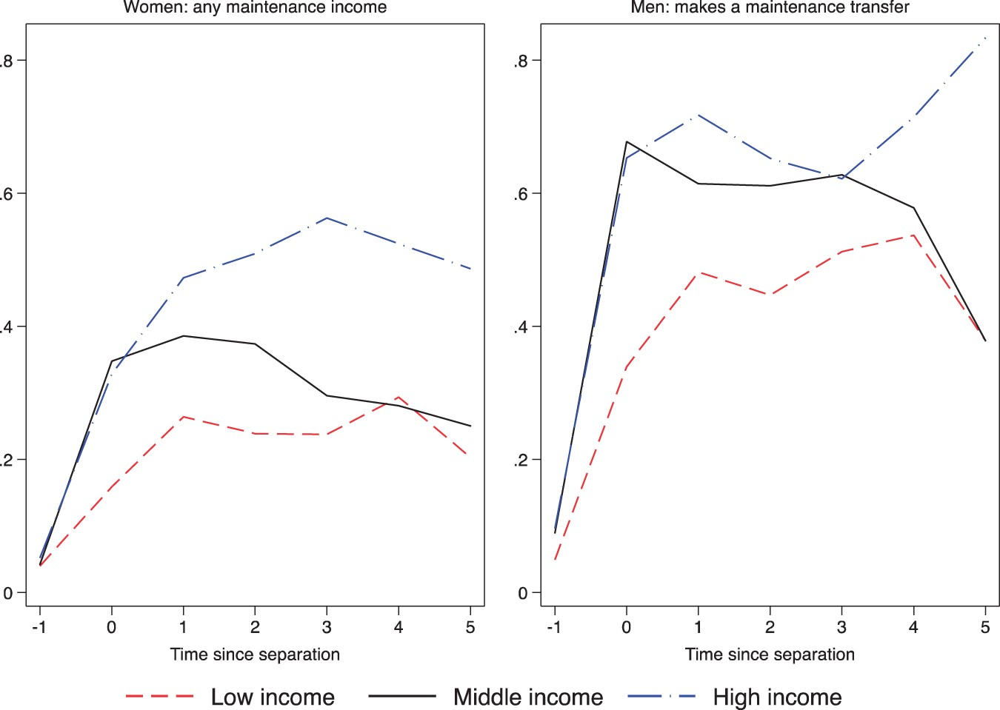 Women: any maintenance income
Men: makes a maintenance transfer
.8
.6
.4
.2
0
-1 0 1 2 3 4 5
Time since separation
.8
.6
.4
.2
0
-1 0 1 2 3 4 5
Time since separation
Low income Middle income High income